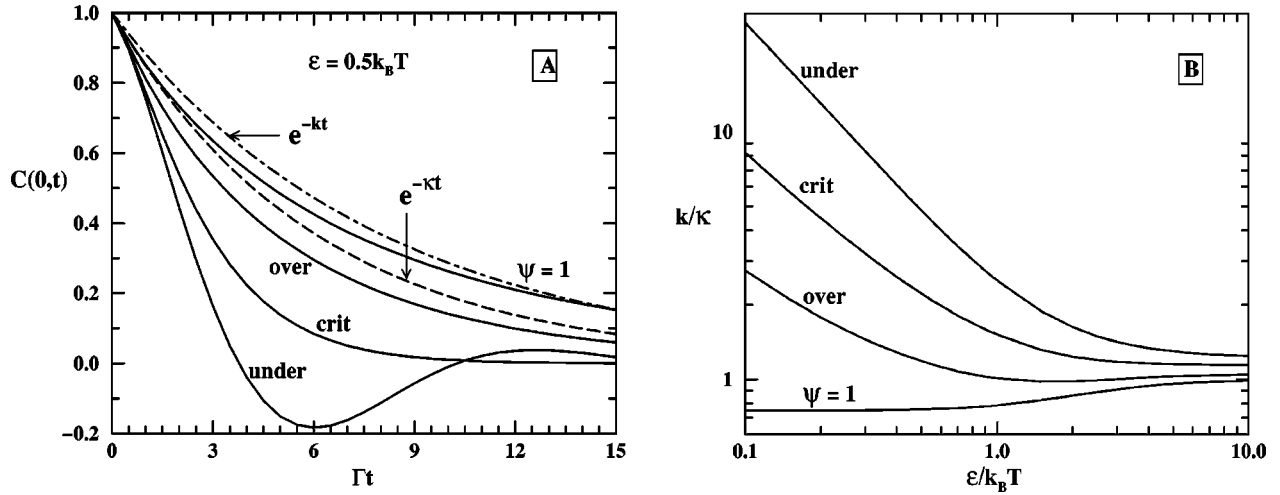 1.0
0.8
0.6
0.4
0.2
0.0
−0.2
C(0,t)
ε = 0.5k_BT
A
e^{-kt}
e^{-κt}
ψ = 1
over
crit
under
0 3 6 9 12 15
Γt
B
10
1
k/κ
under
crit
over
ψ = 1
0.1 1.0 10.0
ε/k_BT